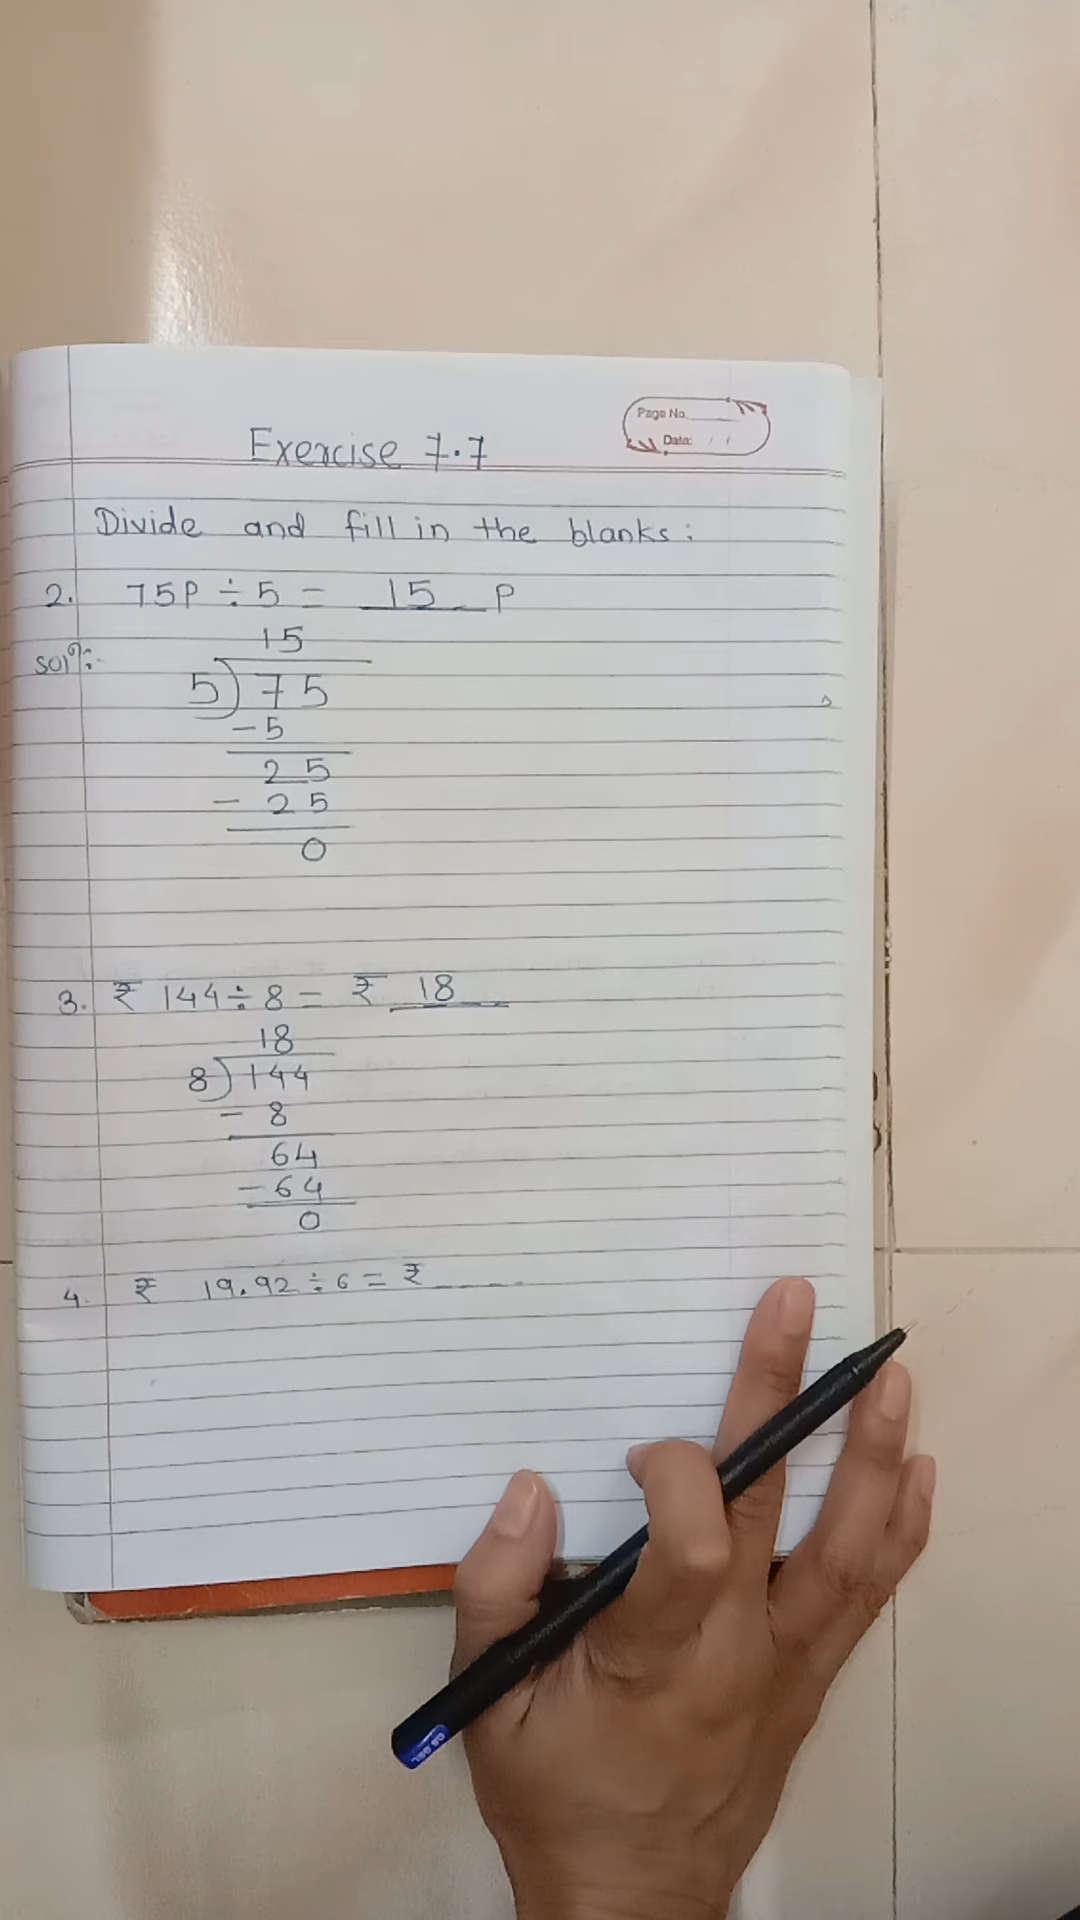 Page No.
Date: / /
Exercise 7.7
Divide and fill in the blanks:
2. 75P ÷ 5 = 15 P
15
Solⁿ:-
5) 75
- 5
25
- 25
0
3. ₹ 144 ÷ 8 = ₹ 18
18
8) 144
- 8
64
- 64
0
4. ₹ 19.92 ÷ 6 = ₹ ____